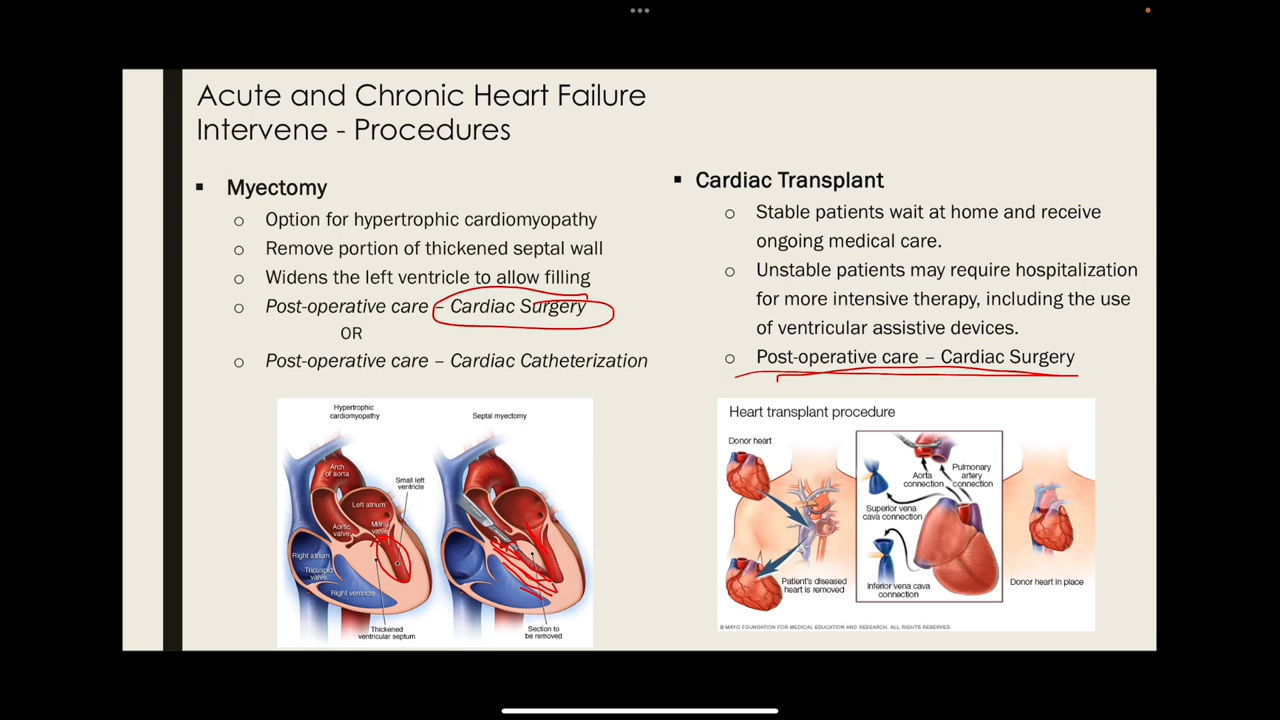 Acute and Chronic Heart Failure
Intervene - Procedures
▪ Myectomy
o Option for hypertrophic cardiomyopathy
o Remove portion of thickened septal wall
o Widens the left ventricle to allow filling
o Post-operative care – Cardiac Surgery
OR
o Post-operative care – Cardiac Catheterization
▪ Cardiac Transplant
o Stable patients wait at home and receive
ongoing medical care.
o Unstable patients may require hospitalization
for more intensive therapy, including the use
of ventricular assistive devices.
o Post-operative care – Cardiac Surgery
Hypertrophic
cardiomyopathy
Septal myectomy
Arch
of aorta
Small left
ventricle
Left atrium
Aortic
valve
Mitral
valve
Right atrium
Tricuspid
valve
Right ventricle
Thickened
ventricular septum
Section to
be removed
Heart transplant procedure
Donor heart
Patient's diseased
heart is removed
Aorta
connection
Pulmonary
artery
connection
Superior vena
cava connection
Inferior vena cava
connection
Donor heart in place
© MAYO FOUNDATION FOR MEDICAL EDUCATION AND RESEARCH. ALL RIGHTS RESERVED.